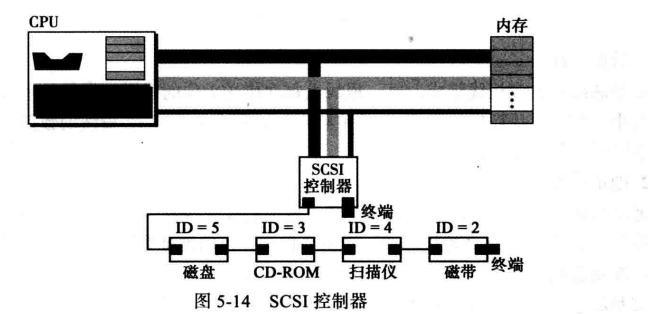 CPU
内存
SCSI
控制器
终端
ID = 5
ID = 3
ID = 4
ID = 2
磁盘
CD-ROM
扫描仪
磁带
终端
图 5-14 SCSI 控制器